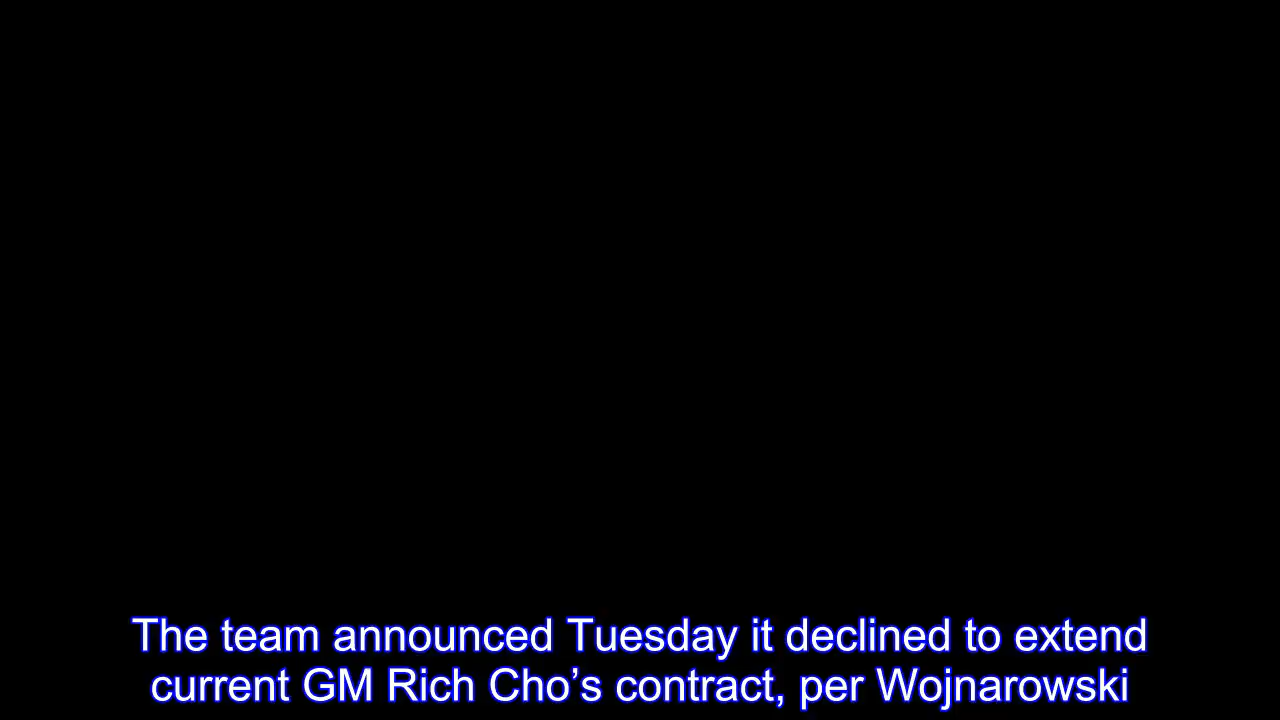 The team announced Tuesday it declined to extend
current GM Rich Cho’s contract, per Wojnarowski